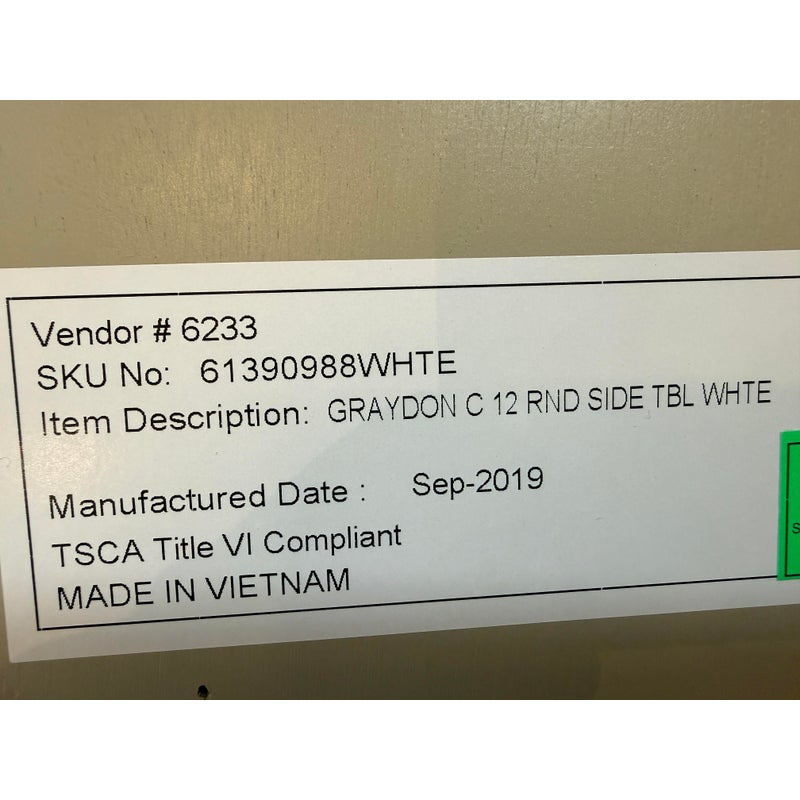 Vendor # 6233
SKU No: 61390988WHTE
Item Description: GRAYDON C 12 RND SIDE TBL WHTE
Manufactured Date : Sep-2019
TSCA Title VI Compliant
MADE IN VIETNAM